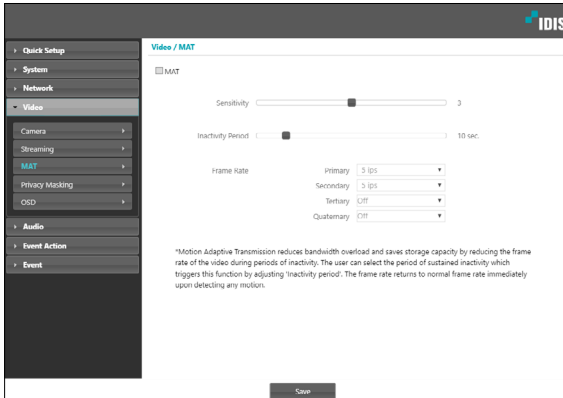 IDIS
Quick Setup
System
Network
Video
Camera
Streaming
MAT
Privacy Masking
OSD
Audio
Event Action
Event
Video / MAT
MAT
Sensitivity 3
Inactivity Period 10 sec.
Frame Rate Primary 5 ips
Secondary 5 ips
Tertiary Off
Quaternary Off
*Motion Adaptive Transmission reduces bandwidth overload and saves storage capacity by reducing the frame
rate of the video during periods of inactivity. The user can select the period of sustained inactivity which
triggers this function by adjusting 'Inactivity period'. The frame rate returns to normal frame rate immediately
upon detecting any motion.
Save